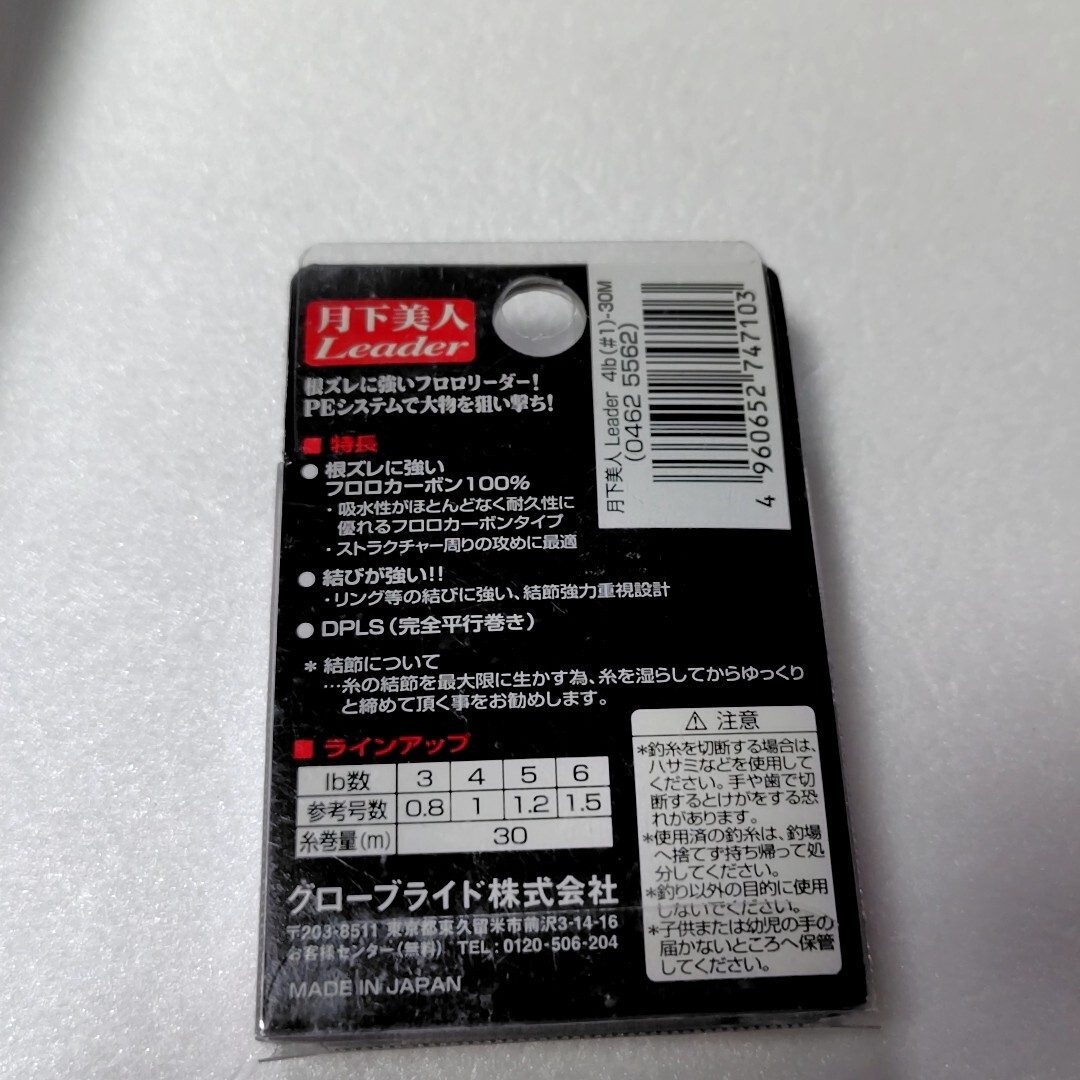 月下美人
Leader
根ズレに強いフロロリーダー!
PEシステムで大物を狙い撃ち!
■ 特長
● 根ズレに強い
フロロカーボン100%
・吸水性がほとんどなく耐久性に
優れるフロロカーボンタイプ
・ストラクチャー周りの攻めに最適
● 結びが強い!!
・リング等の結びに強い、結節強力重視設計
● DPLS(完全平行巻き)
* 結節について
…糸の結節を最大限に生かす為、糸を湿らしてからゆっくり
と締めて頂く事をお勧めします。
■ ラインアップ
lb数 3 4 5 6
参考号数 0.8 1 1.2 1.5
糸巻量(m) 30
グローブライド株式会社
〒203-8511 東京都東久留米市前沢3-14-16
お客様センター(無料) TEL:0120-506-204
MADE IN JAPAN
月下美人 Leader 4lb(#1)-30M
(0462 5562)
4 960652 747103
⚠ 注意
*釣糸を切断する場合は、
ハサミなどを使用して
ください。手や歯で切
断するとけがをする恐
れがあります。
*使用済の釣糸は、釣場
へ捨てず持ち帰って処
分してください。
*釣り以外の目的に使用
しないでください。
*子供または幼児の手の
届かないところへ保管
してください。